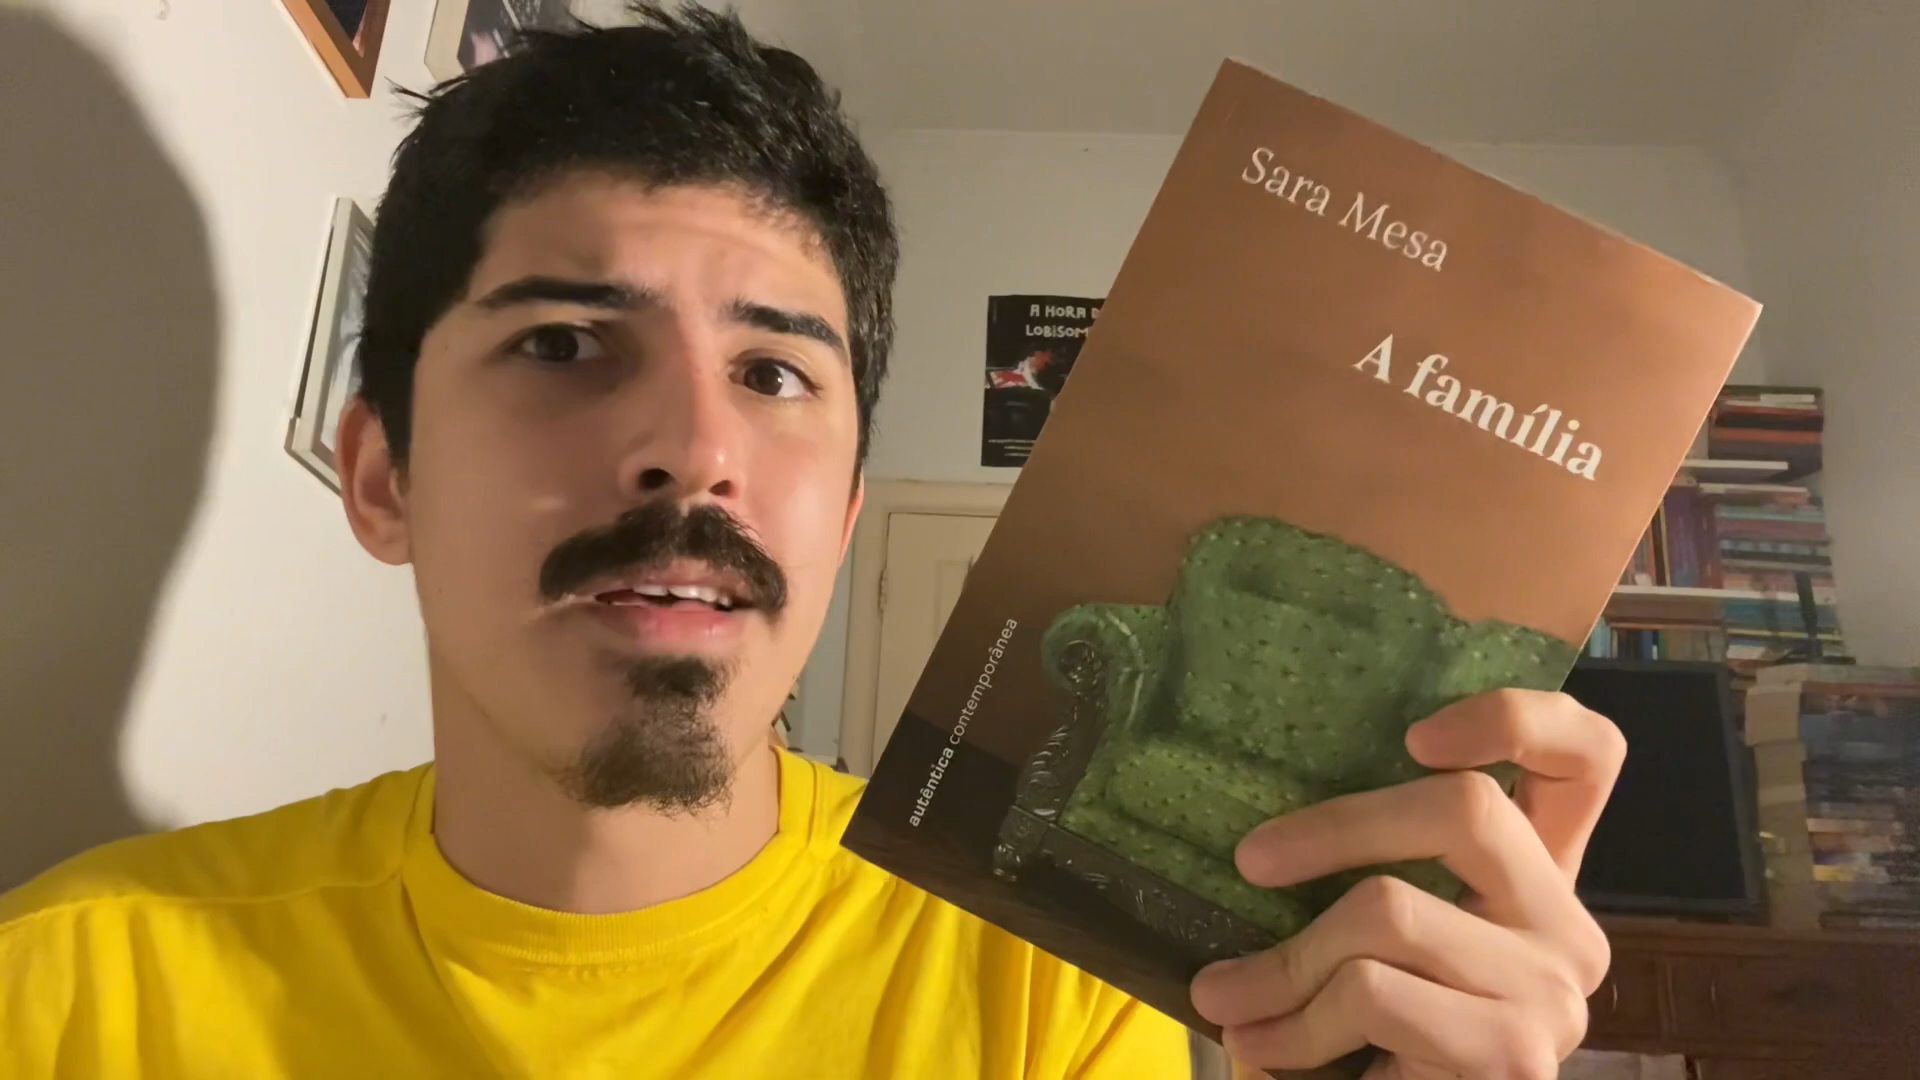 Sara Mesa
A família
autêntica contemporânea
A HORA D
LOBISOM